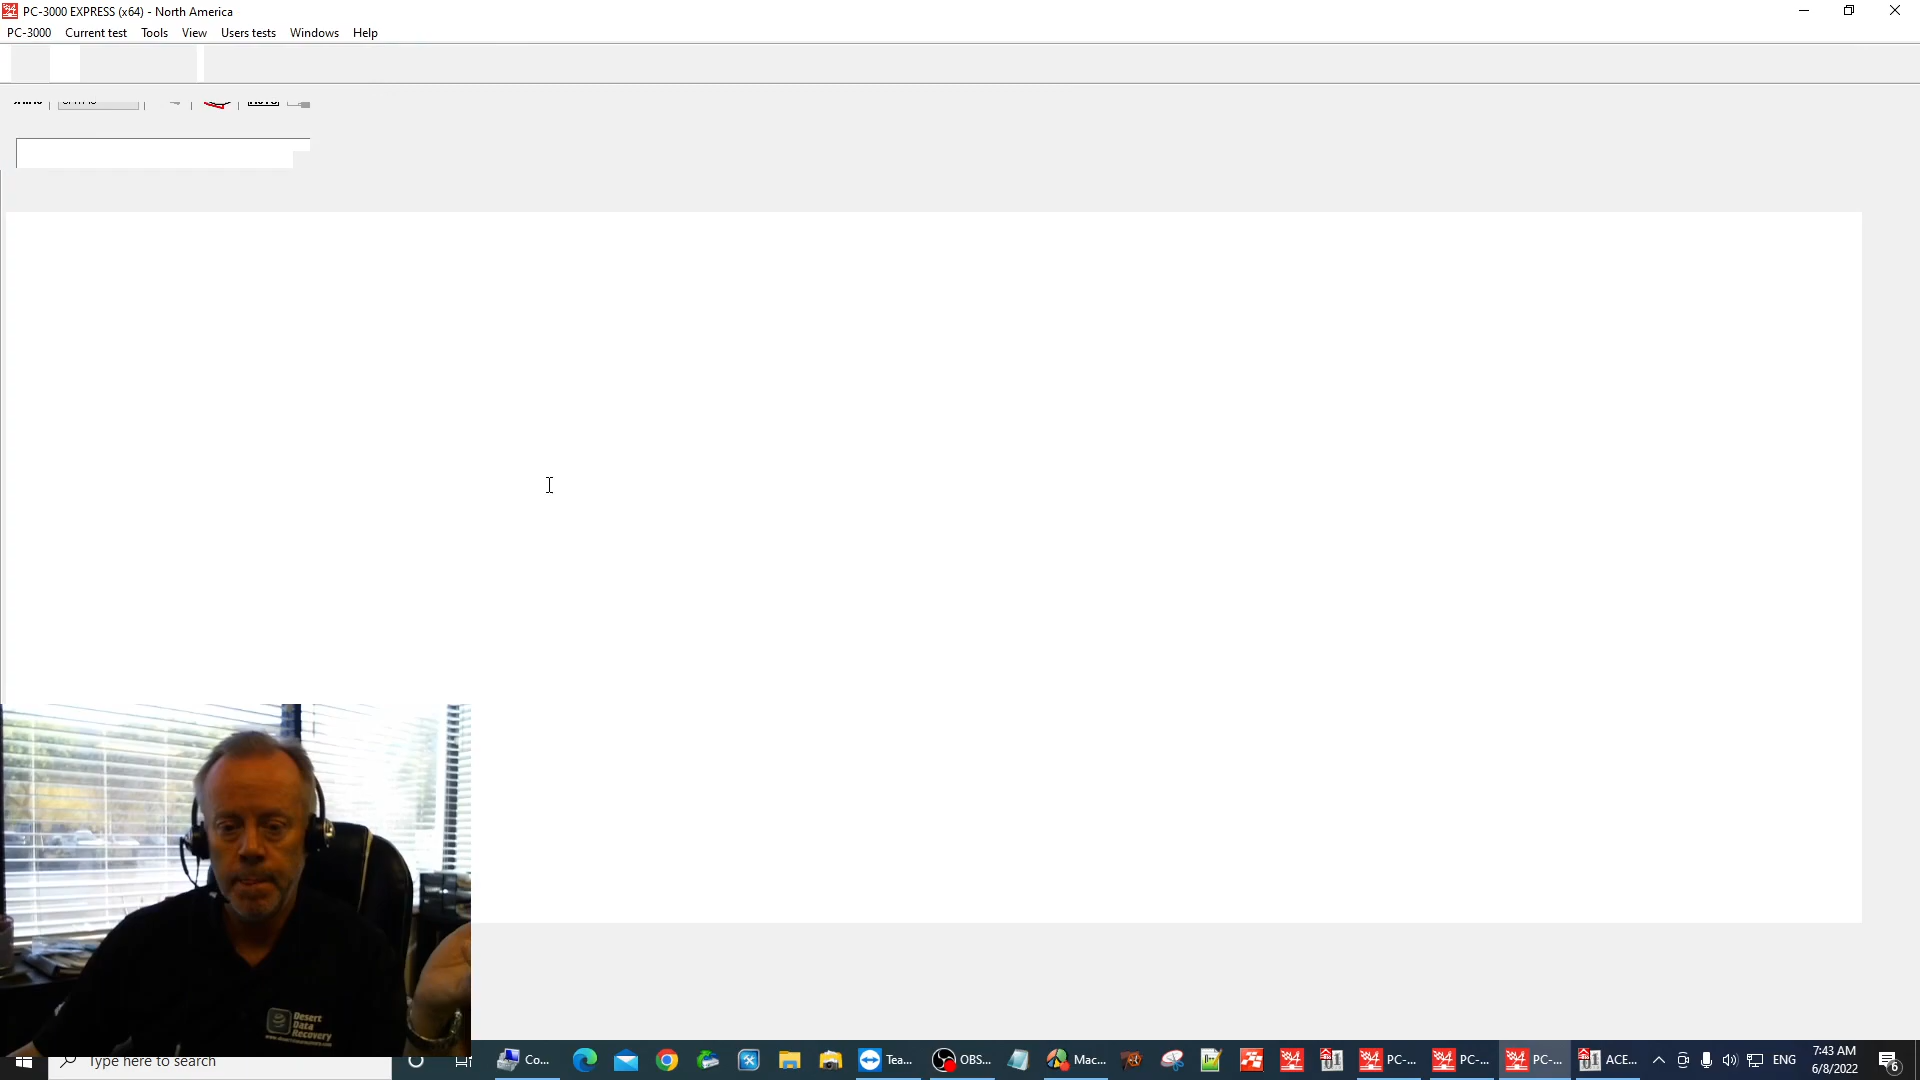 PC-3000 EXPRESS (x64) - North America
PC-3000 Current test Tools View Users tests Windows Help
Desert
Data
Recovery
Type here to search
Co...
Tea...
OBS...
Mac...
PC-...
PC-...
PC-...
ACE...
ENG
7:43 AM
6/8/2022
6